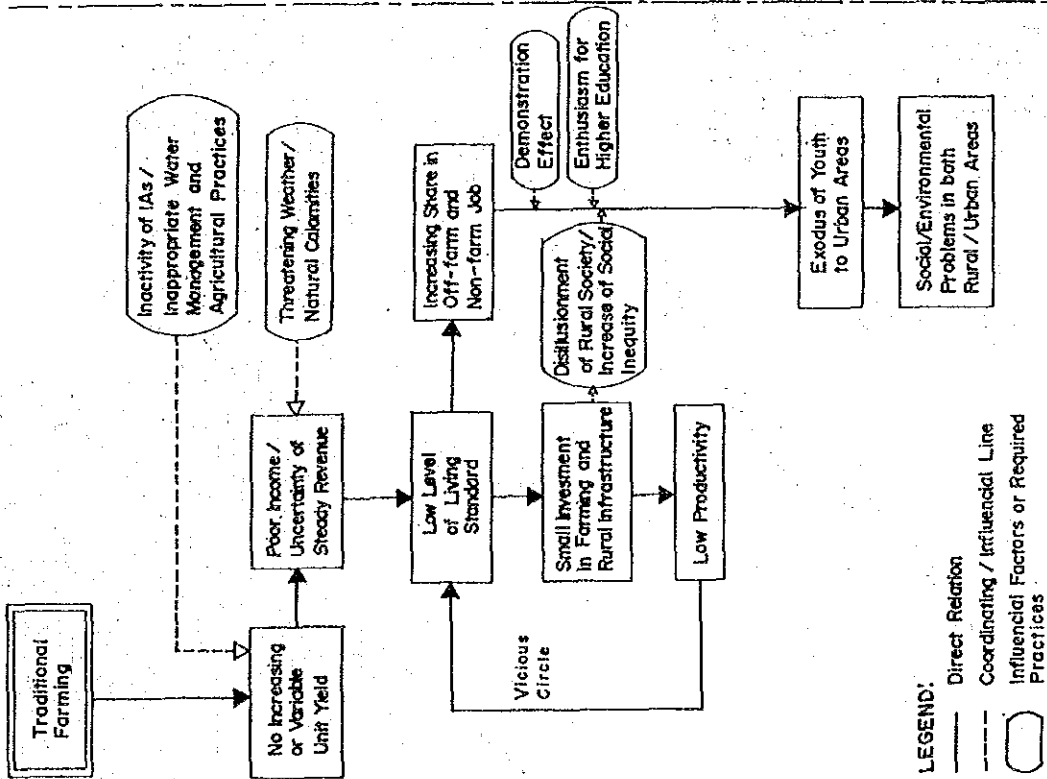 Traditional
Farming
Inactivity of IAs /
Inappropriate Water
Management and
Agricultural Practices
No Increasing
or Variable
Unit Yield
Poor Income /
Uncertainty of
Steady Revenue
Threatening Weather/
Natural Calamities
Low Level
of Living
Standard
Increasing Share in
Off-farm and
Non-farm Job
Vicious
Circle
Small Invesment
in Farming and
Rural Infrastructure
Disillusionment
of Rural Society/
Increase of Social
Inequity
Demonstration
Effect
Enthusiasm for
Higher Education
Low Productivity
Exodus of Youth
to Urban Areas
Social/Environmental
Problems in both
Rural / Urban Areas
LEGEND:
Direct Relation
Coordinating / Influencial Line
Influencial Factors or Required
Practices